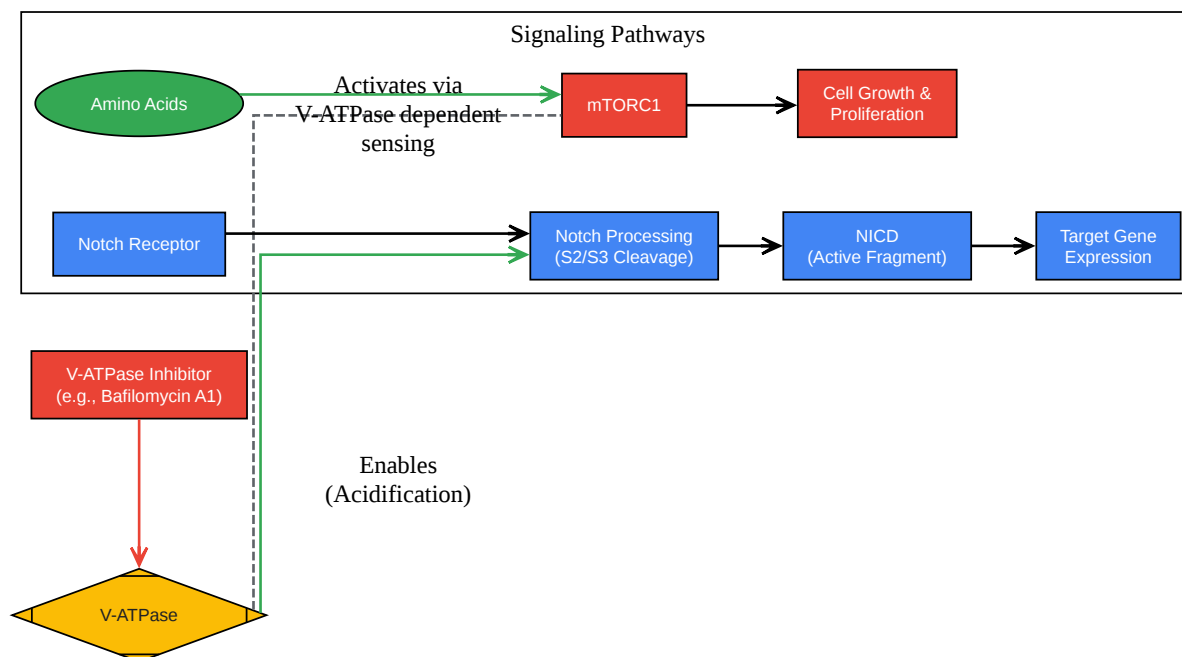 Signaling Pathways
Amino Acids
Activates via
V-ATPase dependent
sensing
mTORC1
Cell Growth &
Proliferation
Notch Receptor
Notch Processing
(S2/S3 Cleavage)
NICD
(Active Fragment)
Target Gene
Expression
V-ATPase Inhibitor
(e.g., Bafilomycin A1)
Enables
(Acidification)
V-ATPase